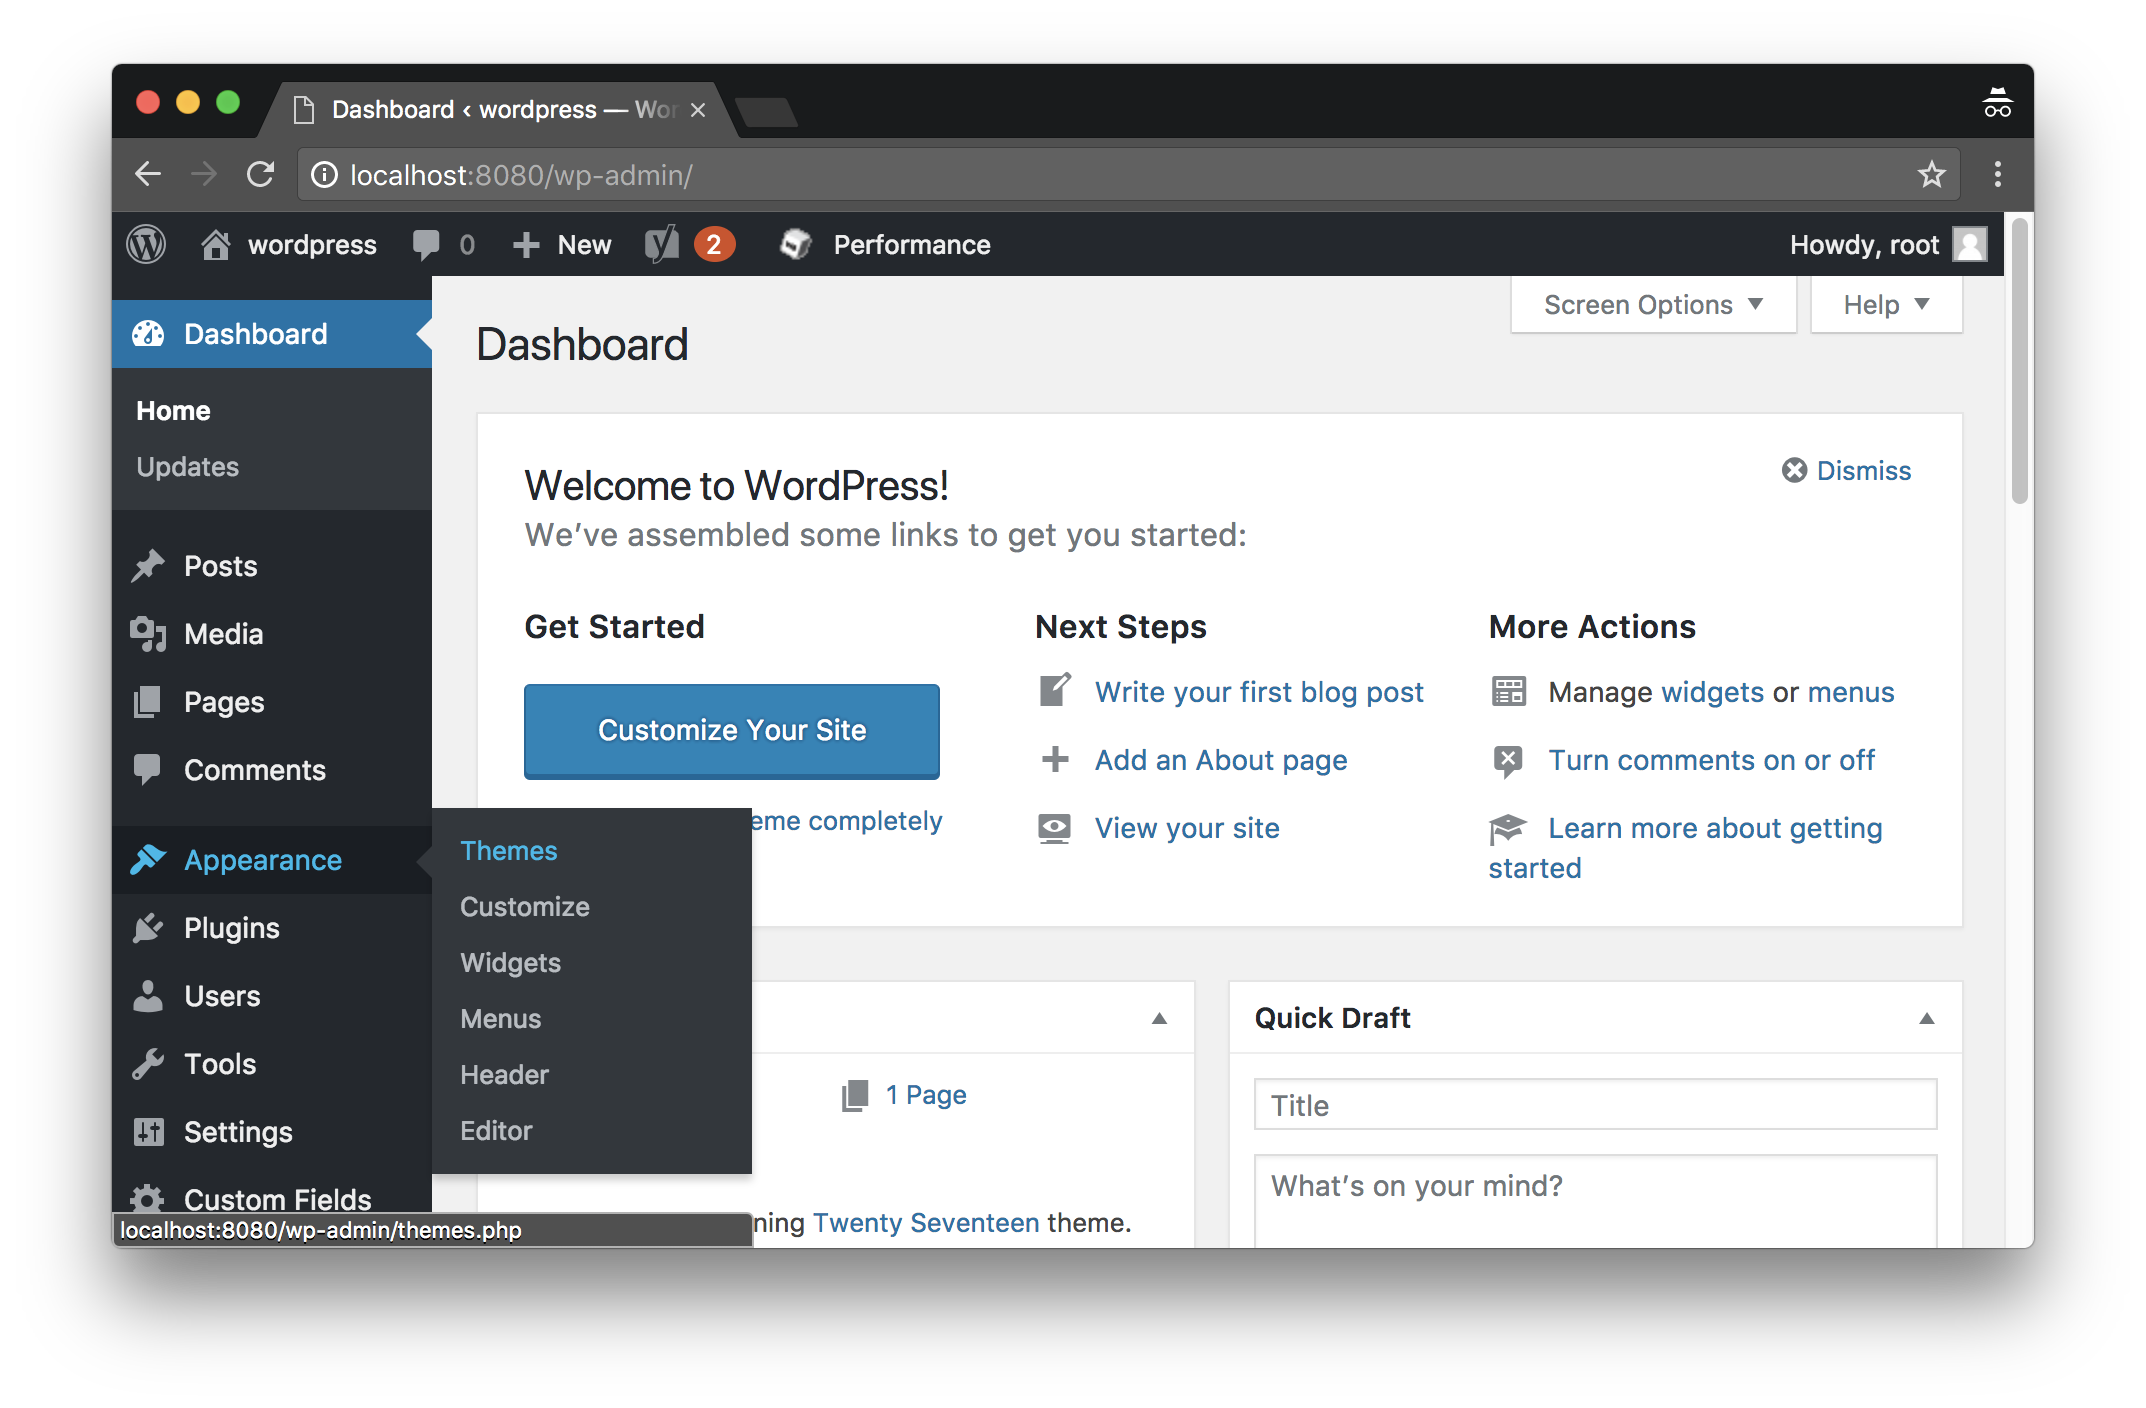 Dashboard ‹ wordpress — Wor
localhost:8080/wp-admin/
wordpress 0 New 2 Performance Howdy, root
Dashboard
Home
Updates
Posts
Media
Pages
Comments
Appearance
Plugins
Users
Tools
Settings
Custom Fields
Themes
Customize
Widgets
Menus
Header
Editor
localhost:8080/wp-admin/themes.php
Screen Options Help
Dashboard
Welcome to WordPress!
Dismiss
We’ve assembled some links to get you started:
Get Started
Customize Your Site
eme completely
Next Steps
Write your first blog post
Add an About page
View your site
More Actions
Manage widgets or menus
Turn comments on or off
Learn more about getting
started
1 Page
ning Twenty Seventeen theme.
Quick Draft
Title
What’s on your mind?